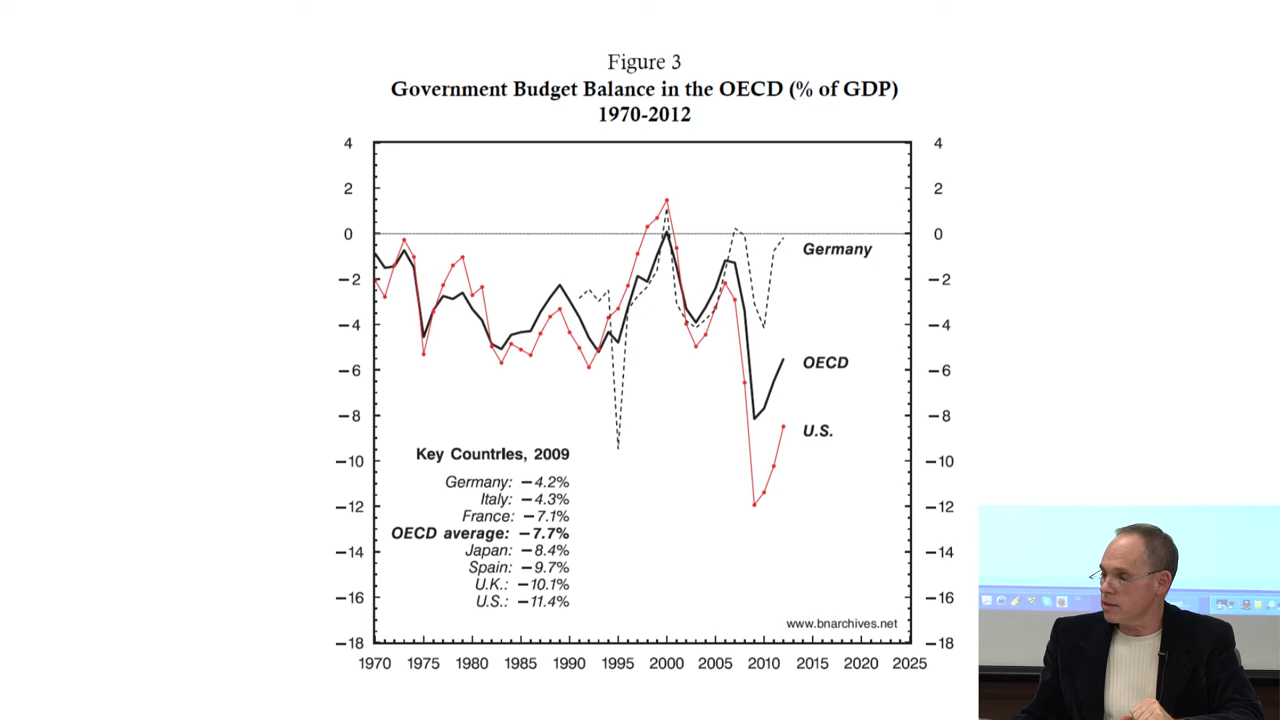 Figure 3
Government Budget Balance in the OECD (% of GDP)
1970-2012
4 4
2 2
0 0
Germany
−2 −2
−4 −4
OECD
−6 −6
−8 −8
U.S.
Key Countries, 2009
−10 −10
Germany: −4.2%
Italy: −4.3%
−12 −12
France: −7.1%
OECD average: −7.7%
Japan: −8.4%
−14 −14
Spain: −9.7%
U.K.: −10.1%
−16 −16
U.S.: −11.4%
www.bnarchives.net
−18 −18
1970 1975 1980 1985 1990 1995 2000 2005 2010 2015 2020 2025